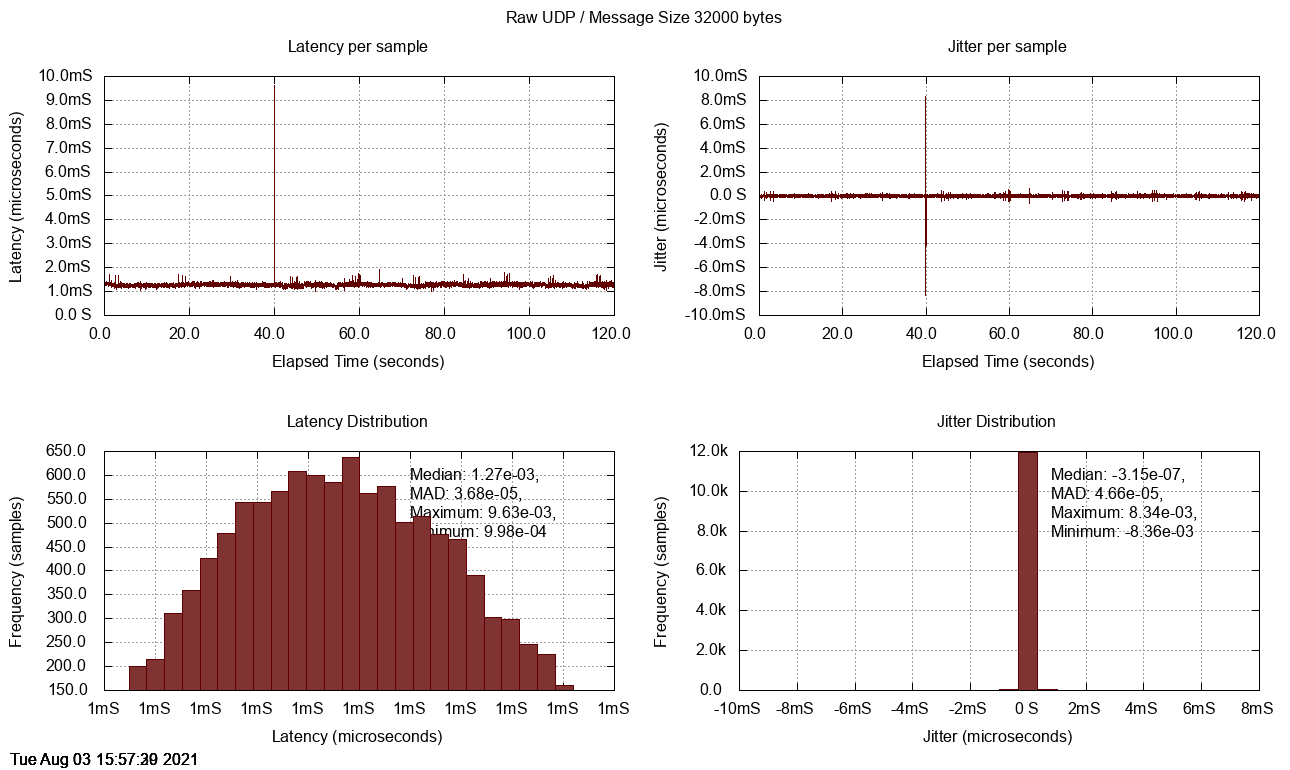 Raw UDP / Message Size 32000 bytes
Latency per sample
10.0mS
9.0mS
8.0mS
7.0mS
6.0mS
5.0mS
4.0mS
3.0mS
2.0mS
1.0mS
0.0 S
Latency (microseconds)
0.0 20.0 40.0 60.0 80.0 100.0 120.0
Elapsed Time (seconds)
Jitter per sample
10.0mS
8.0mS
6.0mS
4.0mS
2.0mS
0.0 S
-2.0mS
-4.0mS
-6.0mS
-8.0mS
-10.0mS
Jitter (microseconds)
0.0 20.0 40.0 60.0 80.0 100.0 120.0
Elapsed Time (seconds)
Latency Distribution
650.0
600.0
550.0
500.0
450.0
400.0
350.0
300.0
250.0
200.0
150.0
Frequency (samples)
Median: 1.27e-03,
MAD: 3.68e-05,
Maximum: 9.63e-03,
Minimum: 9.98e-04
1mS 1mS 1mS 1mS 1mS 1mS 1mS 1mS 1mS 1mS 1mS
Latency (microseconds)
Jitter Distribution
12.0k
10.0k
8.0k
6.0k
4.0k
2.0k
0.0
Frequency (samples)
Median: -3.15e-07,
MAD: 4.66e-05,
Maximum: 8.34e-03,
Minimum: -8.36e-03
-10mS -8mS -6mS -4mS -2mS 0 S 2mS 4mS 6mS 8mS
Jitter (microseconds)
Tue Aug 03 2021